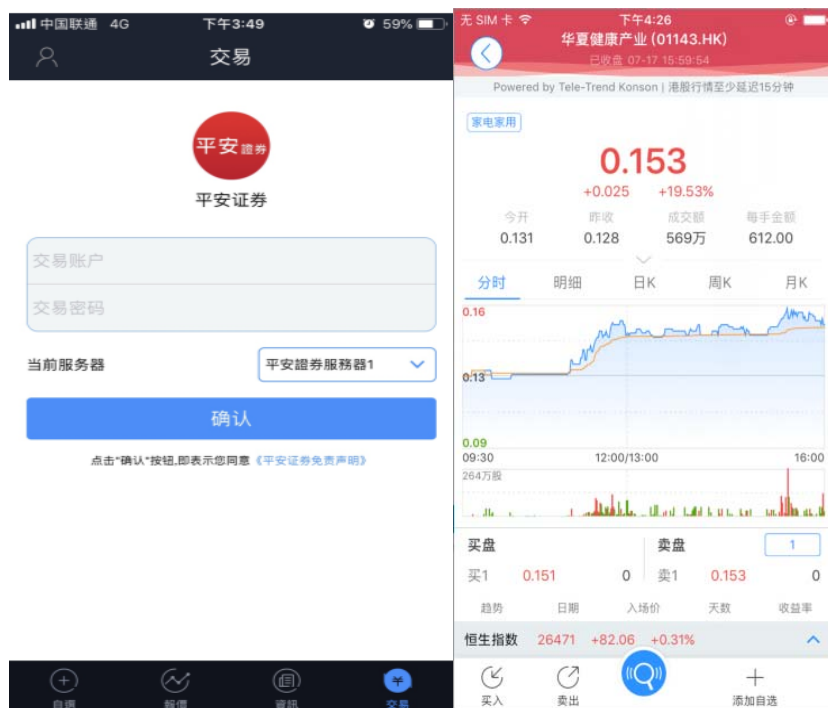 中国联通 4G 下午3:49 59%
交易
平安 證券
平安证券
交易账户
交易密码
当前服务器 平安證券服務器1
确认
点击"确认"按钮,即表示您同意《平安证券免责声明》
自選 報價 資訊 交易
无 SIM 卡 下午4:26
华夏健康产业 (01143.HK)
已收盘 07-17 15:59:54
Powered by Tele-Trend Konson | 港股行情至少延迟15分钟
家电家用
0.153
+0.025 +19.53%
今开 昨收 成交额 每手金额
0.131 0.128 569万 612.00
分时 明细 日K 周K 月K
0.16
0.13
0.09
09:30 12:00/13:00 16:00
264万股
买盘 卖盘 1
买1 0.151 0 卖1 0.153 0
趋势 日期 入场价 天数 收益率
恒生指数 26471 +82.06 +0.31%
买入 卖出 添加自选